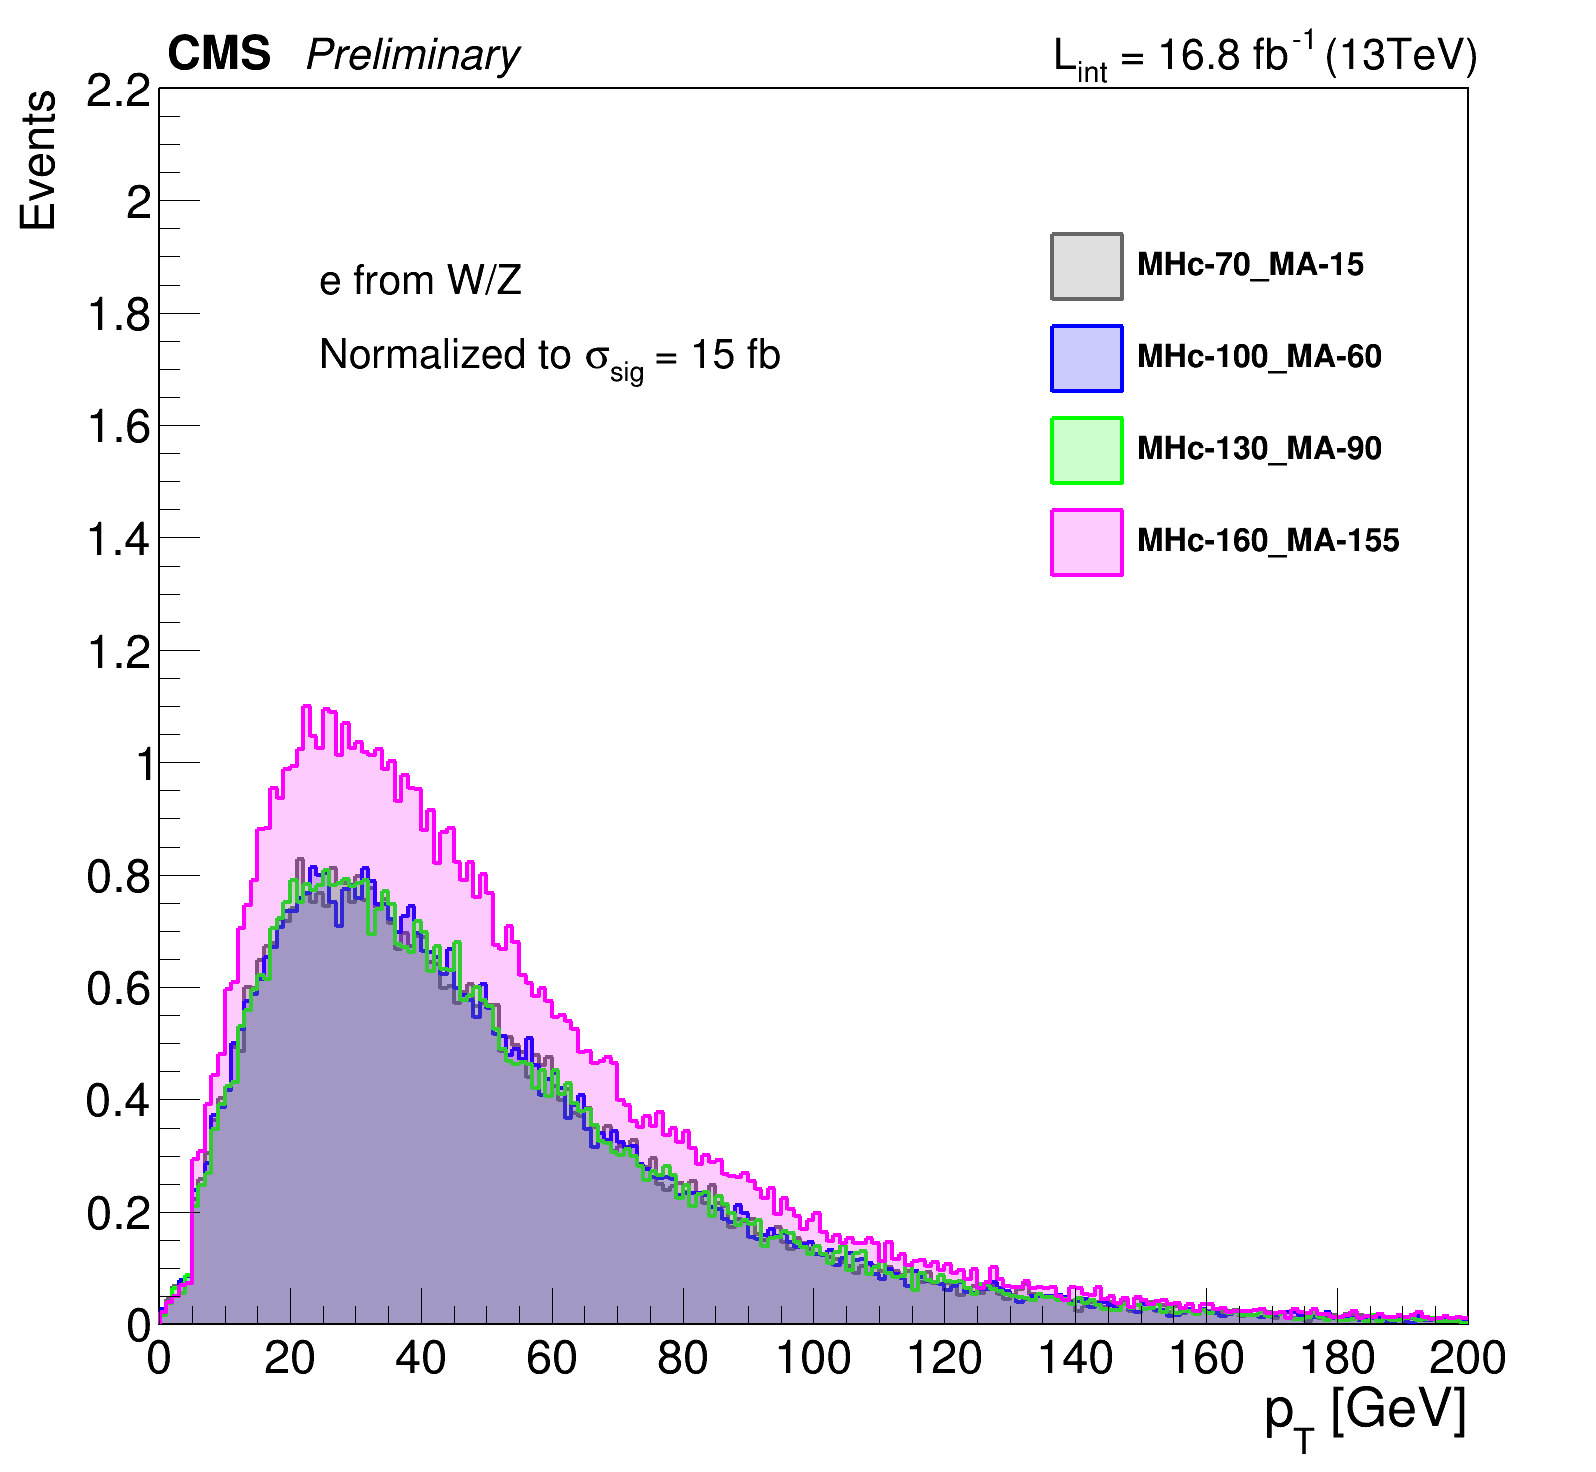 CMS Preliminary
L_int = 16.8 fb^-1 (13TeV)
Events
2.2
2
1.8
1.6
1.4
1.2
1
0.8
0.6
0.4
0.2
0
e from W/Z
Normalized to σ_sig = 15 fb
MHc-70_MA-15
MHc-100_MA-60
MHc-130_MA-90
MHc-160_MA-155
0 20 40 60 80 100 120 140 160 180 200
p_T [GeV]